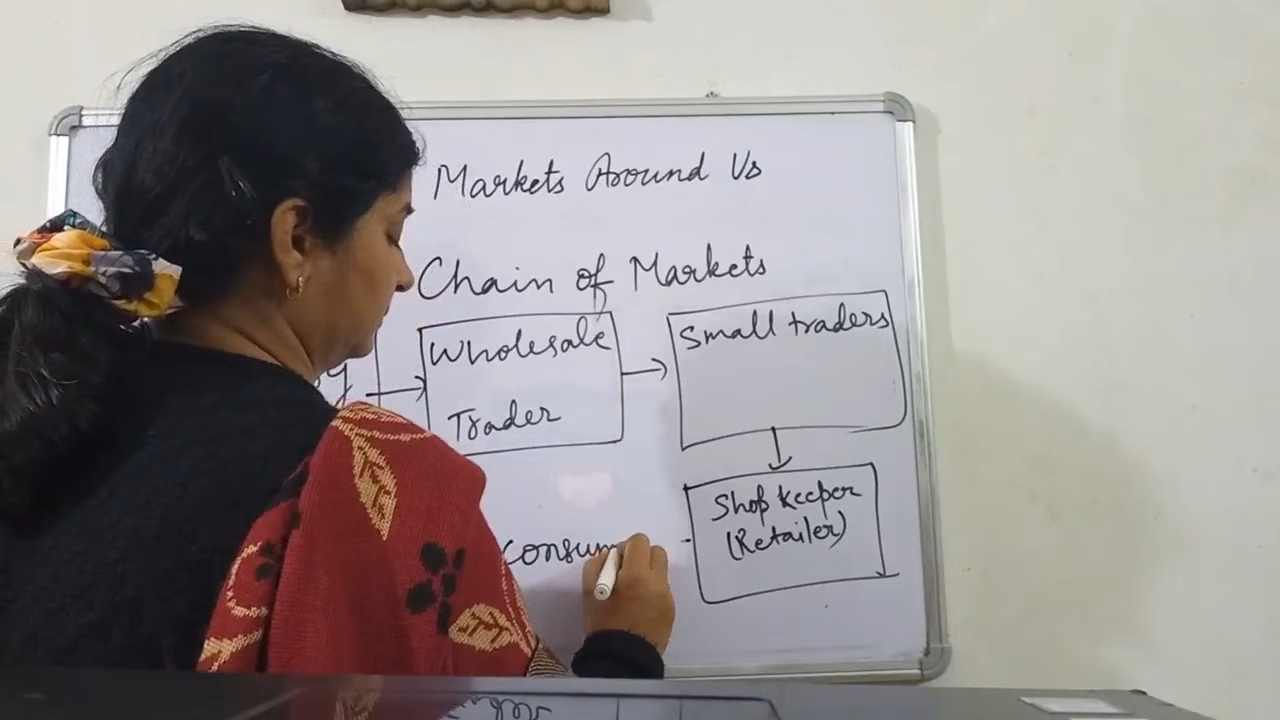 Markets Around Us
Chain of Markets
Wholesale
Trader
Small traders
Shop keeper
(Retailer)
consum